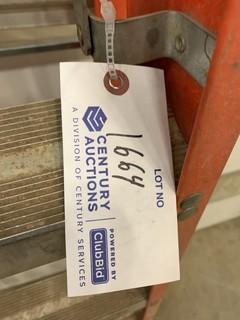 LOT NO
1664
CENTURY
AUCTIONS
A DIVISION OF CENTURY SERVICES
POWERED BY
ClubBid